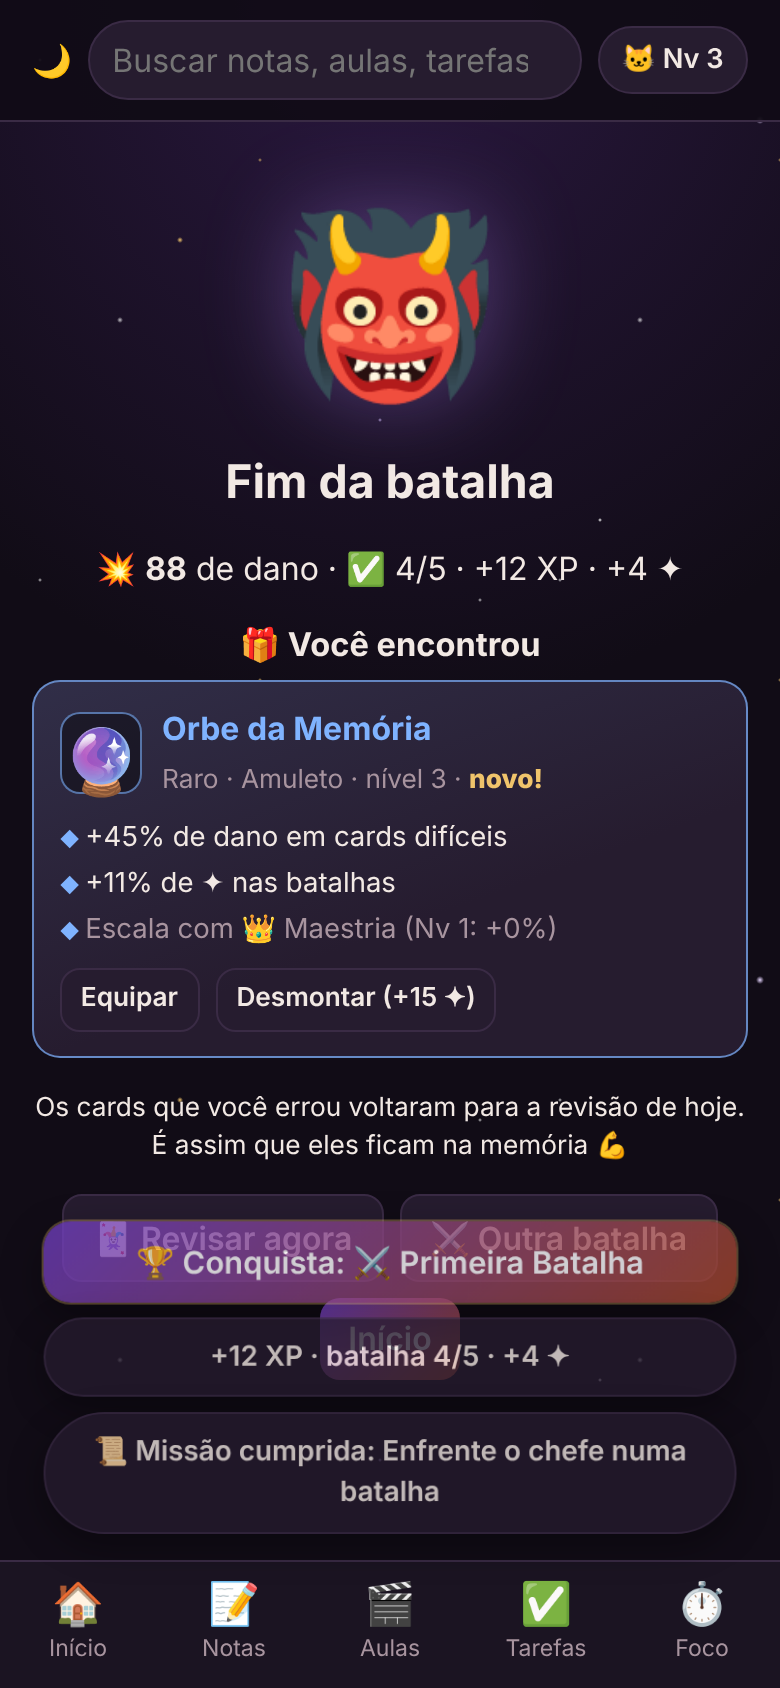 Buscar notas, aulas, tarefas
🐱 Nv 3
Fim da batalha
💥 88 de dano · ✅ 4/5 · +12 XP · +4 ✦
🎁 Você encontrou
Orbe da Memória
Raro · Amuleto · nível 3 · novo!
◆ +45% de dano em cards difíceis
◆ +11% de ✦ nas batalhas
◆ Escala com 👑 Maestria (Nv 1: +0%)
Equipar
Desmontar (+15 ✦)
Os cards que você errou voltaram para a revisão de hoje.
É assim que eles ficam na memória 💪
🃏 Revisar agora
⚔️ Outra batalha
🏆 Conquista: ⚔️ Primeira Batalha
Início
+12 XP · batalha 4/5 · +4 ✦
📜 Missão cumprida: Enfrente o chefe numa
batalha
Início
Notas
Aulas
Tarefas
Foco